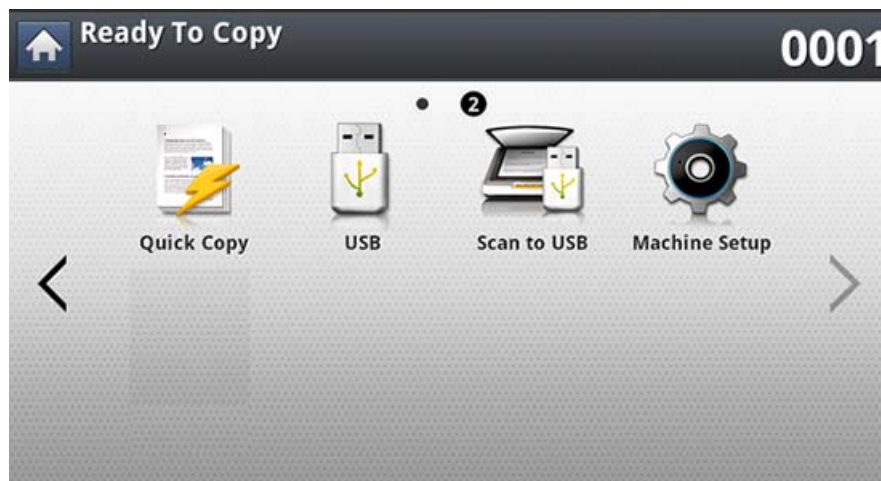 Ready To Copy
0001
2
Quick Copy
USB
Scan to USB
Machine Setup